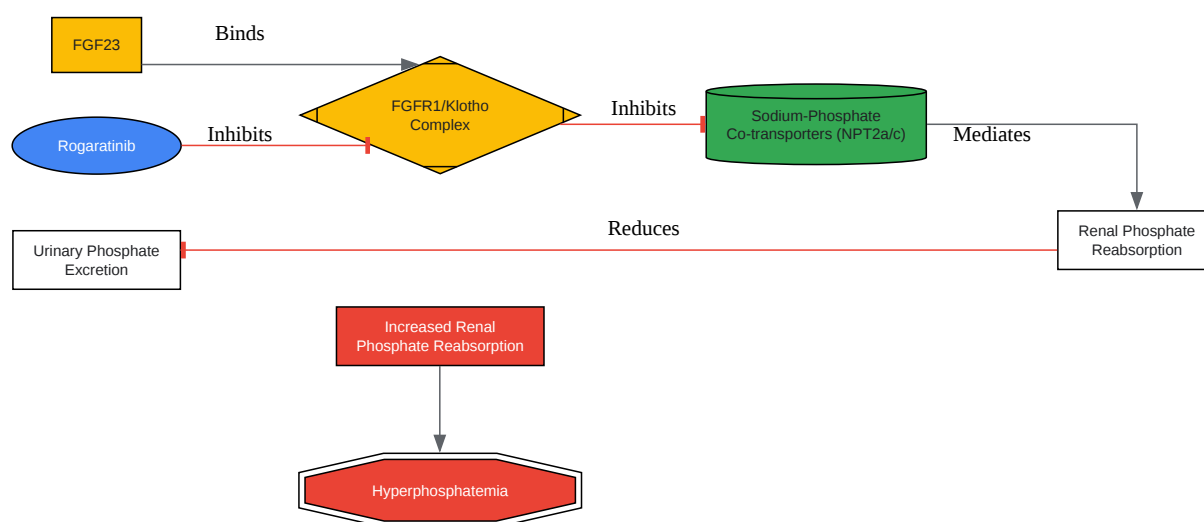 FGF23
Binds
FGFR1/Klotho
Complex
Rogaratinib
Inhibits
Inhibits
Sodium-Phosphate
Co-transporters (NPT2a/c)
Mediates
Renal Phosphate
Reabsorption
Reduces
Urinary Phosphate
Excretion
Increased Renal
Phosphate Reabsorption
Hyperphosphatemia